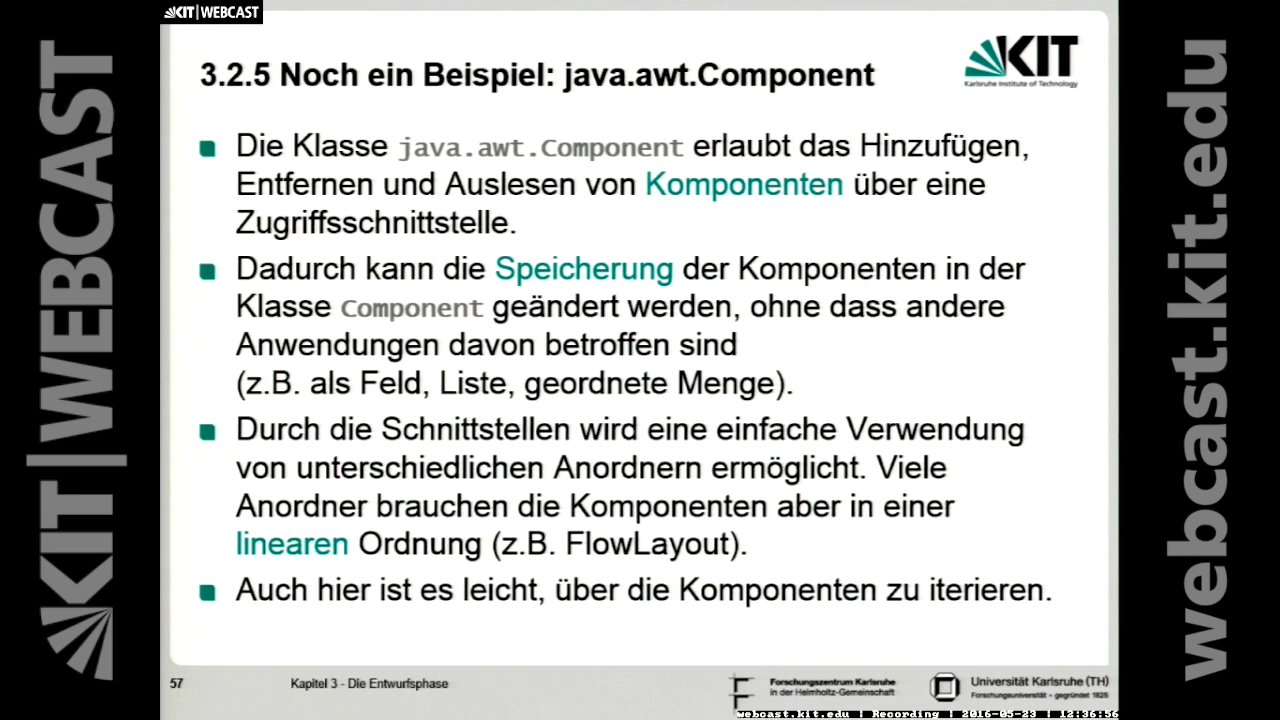 KIT|WEBCAST
KIT|WEBCAST
webcast.kit.edu
KIT
Karlsruhe Institute of Technology
3.2.5 Noch ein Beispiel: java.awt.Component
Die Klasse java.awt.Component erlaubt das Hinzufügen,
Entfernen und Auslesen von Komponenten über eine
Zugriffsschnittstelle.
Dadurch kann die Speicherung der Komponenten in der
Klasse Component geändert werden, ohne dass andere
Anwendungen davon betroffen sind
(z.B. als Feld, Liste, geordnete Menge).
Durch die Schnittstellen wird eine einfache Verwendung
von unterschiedlichen Anordnern ermöglicht. Viele
Anordner brauchen die Komponenten aber in einer
linearen Ordnung (z.B. FlowLayout).
Auch hier ist es leicht, über die Komponenten zu iterieren.
57
Kapitel 3 - Die Entwurfsphase
Forschungszentrum Karlsruhe
in der Helmholtz-Gemeinschaft
Universität Karlsruhe (TH)
Forschungsuniversität · gegründet 1825
webcast.kit.edu | Recording | 2016-05-23 | 12:36:56